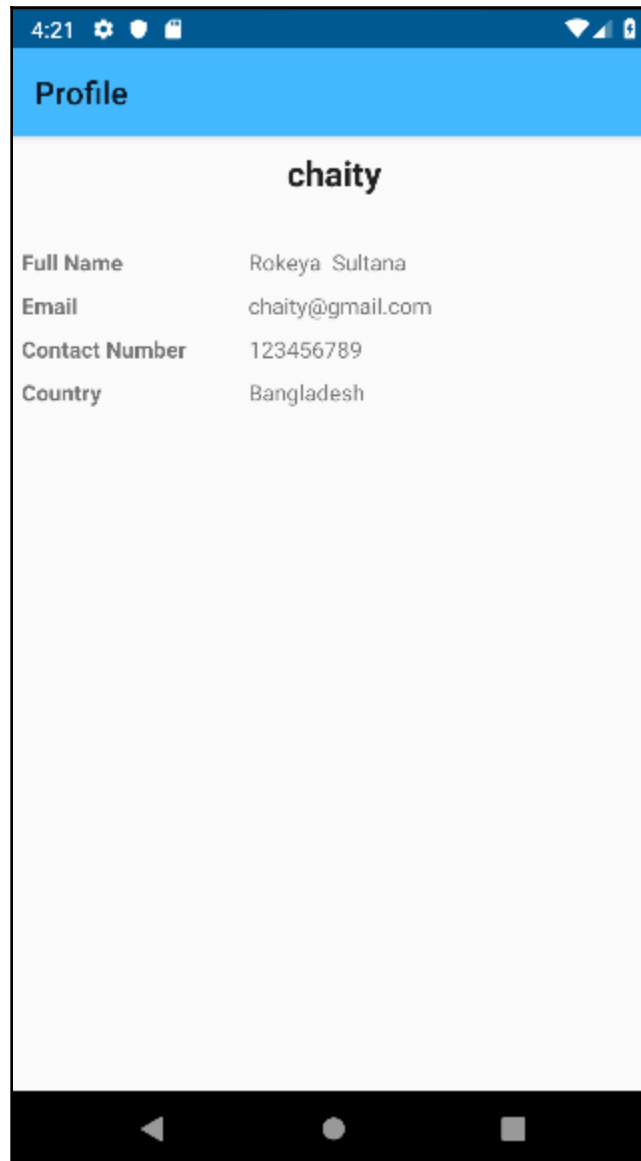 4:21
Profile
chaity
Full Name Rokeya Sultana
Email chaity@gmail.com
Contact Number 123456789
Country Bangladesh